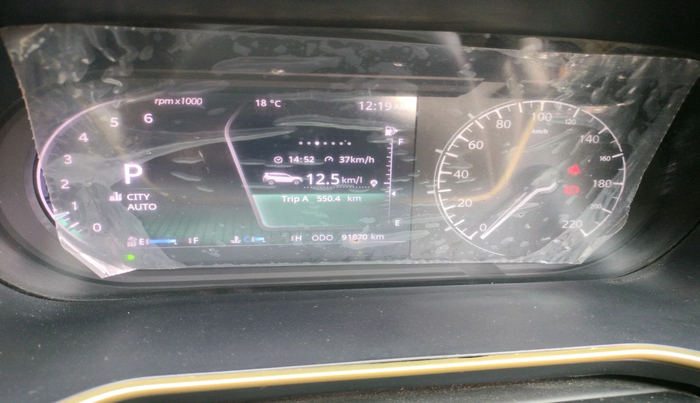 rpm x1000
18 °C
12:19
0
1
2
3
4
5
6
P
CITY
AUTO
14:52
37km/h
12.5 km/l
Trip A 550.4 km
F
E
E F
C H
ODO 91870 km
0
20
40
60
80
100
120
140
160
180
200
220
km/h